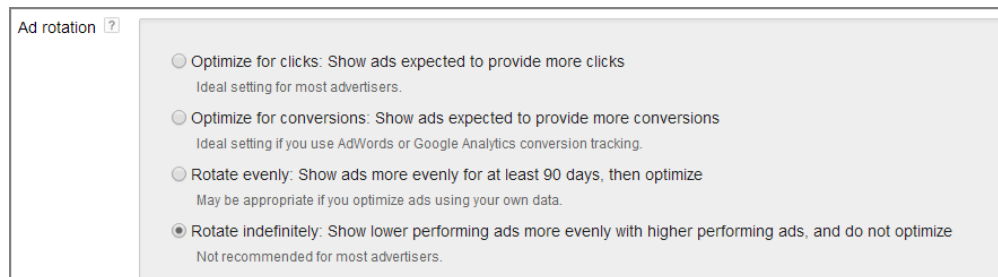 Ad rotation ?
Optimize for clicks: Show ads expected to provide more clicks
Ideal setting for most advertisers.
Optimize for conversions: Show ads expected to provide more conversions
Ideal setting if you use AdWords or Google Analytics conversion tracking.
Rotate evenly: Show ads more evenly for at least 90 days, then optimize
May be appropriate if you optimize ads using your own data.
Rotate indefinitely: Show lower performing ads more evenly with higher performing ads, and do not optimize
Not recommended for most advertisers.